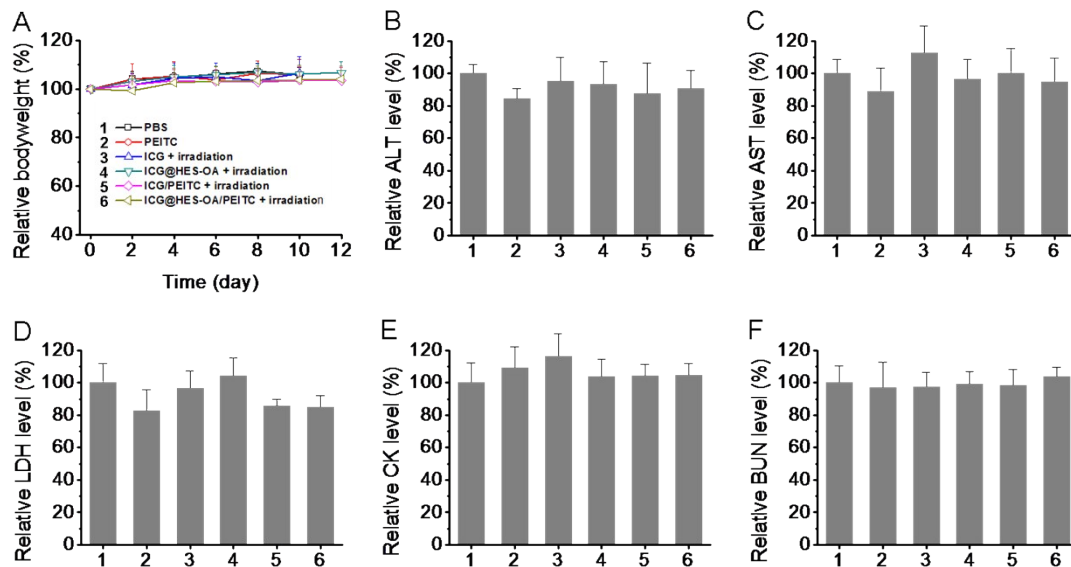 A
Relative bodyweight (%)
120
100
80
60
40
1 PBS
2 PEITC
3 ICG + irradiation
4 ICG@HES-OA + irradiation
5 ICG/PEITC + irradiation
6 ICG@HES-OA/PEITC + irradiation
0 2 4 6 8 10 12
Time (day)
B
Relative ALT level (%)
120
100
80
60
40
20
0
1 2 3 4 5 6
C
Relative AST level (%)
120
100
80
60
40
20
0
1 2 3 4 5 6
D
Relative LDH level (%)
120
100
80
60
40
20
0
1 2 3 4 5 6
E
Relative CK level (%)
120
100
80
60
40
20
0
1 2 3 4 5 6
F
Relative BUN level (%)
120
100
80
60
40
20
0
1 2 3 4 5 6